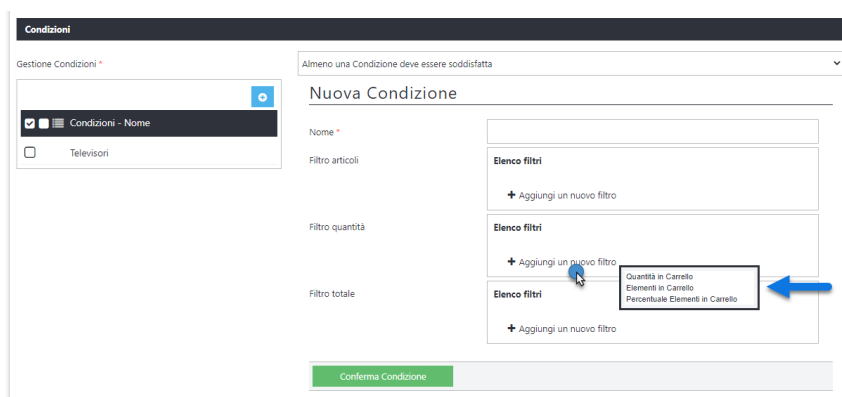 Condizioni
Gestione Condizioni *
Almeno una Condizione deve essere soddisfatta
Condizioni - Nome
Televisori
Nuova Condizione
Nome *
Filtro articoli
Elenco filtri
Aggiungi un nuovo filtro
Filtro quantità
Elenco filtri
Aggiungi un nuovo filtro
Quantità in Carrello
Elementi in Carrello
Percentuale Elementi in Carrello
Filtro totale
Elenco filtri
Aggiungi un nuovo filtro
Conferma Condizione